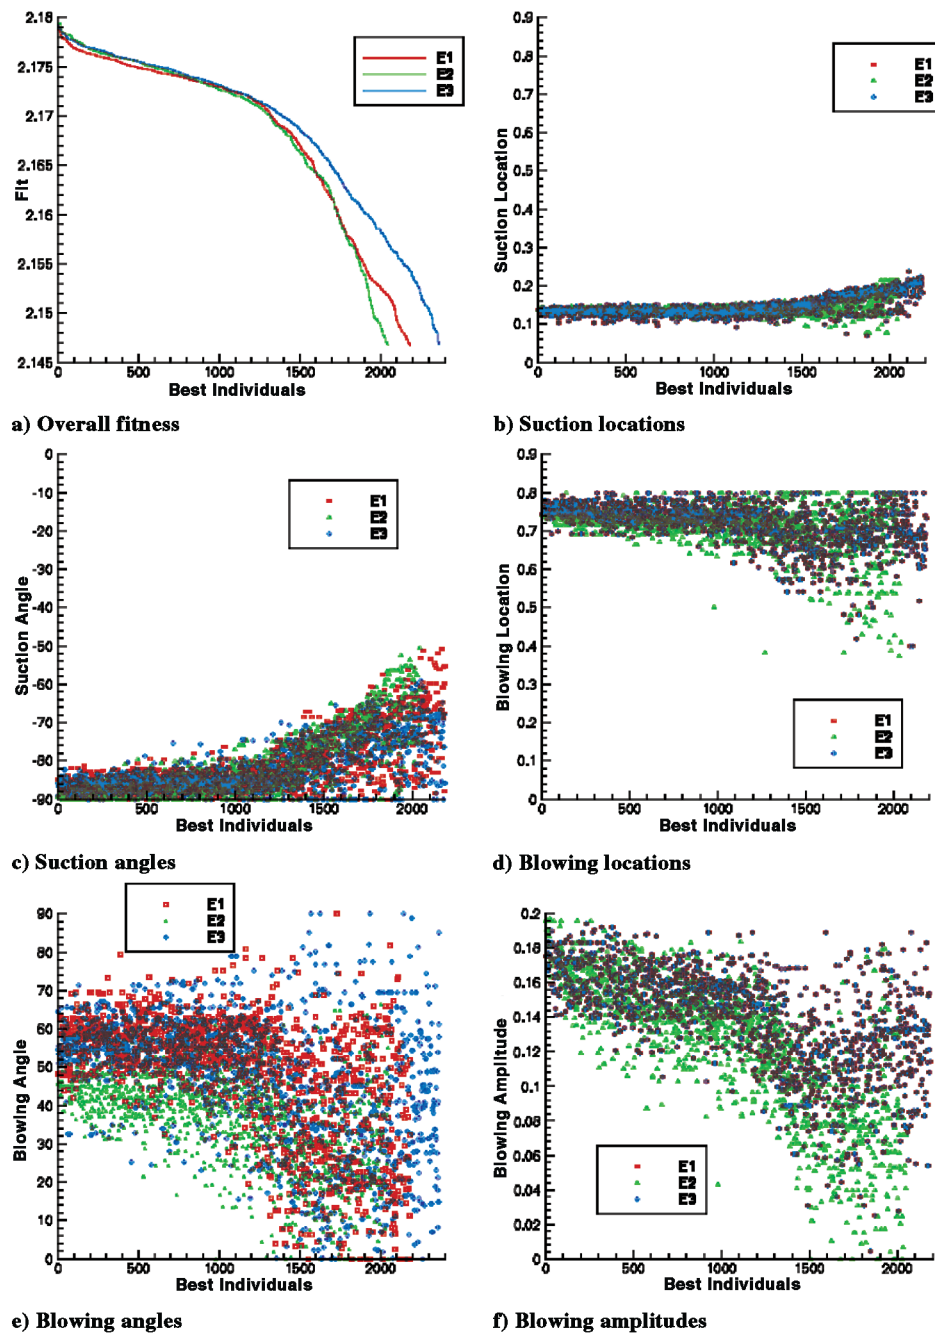 2.18
2.175
2.17
2.165
2.16
2.155
2.15
2.145
Fit
0
500
1000
1500
2000
Best Individuals
E1
E2
E3
a) Overall fitness
0.9
0.8
0.7
0.6
0.5
0.4
0.3
0.2
0.1
0
Suction Location
0
500
1000
1500
2000
Best Individuals
E1
E2
E3
b) Suction locations
0
-10
-20
-30
-40
-50
-60
-70
-80
-90
Suction Angle
0
500
1000
1500
2000
Best Individuals
E1
E2
E3
c) Suction angles
0.9
0.8
0.7
0.6
0.5
0.4
0.3
0.2
0.1
0
Blowing Location
0
500
1000
1500
2000
Best Individuals
E1
E2
E3
d) Blowing locations
90
80
70
60
50
40
30
20
10
0
Blowing Angle
0
500
1000
1500
2000
Best Individuals
E1
E2
E3
e) Blowing angles
0.2
0.18
0.16
0.14
0.12
0.1
0.08
0.06
0.04
0.02
0
Blowing Amplitude
0
500
1000
1500
2000
Best Individuals
E1
E2
E3
f) Blowing amplitudes